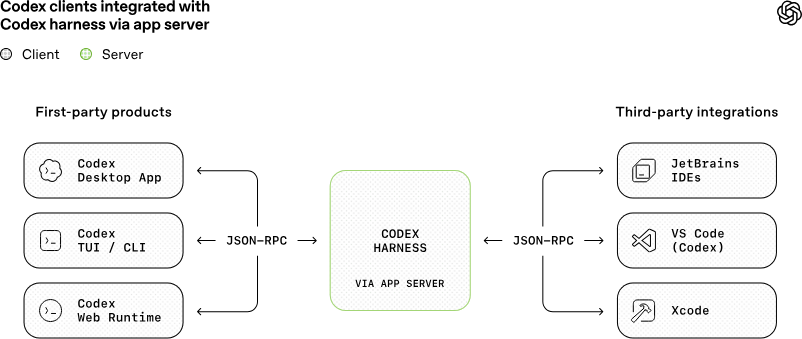 Codex clients integrated with
Codex harness via app server
Client
Server
First-party products
Third-party integrations
Codex
Desktop App
Codex
TUI / CLI
Codex
Web Runtime
JSON-RPC
CODEX
HARNESS
VIA APP SERVER
JSON-RPC
JetBrains
IDEs
VS Code
(Codex)
Xcode